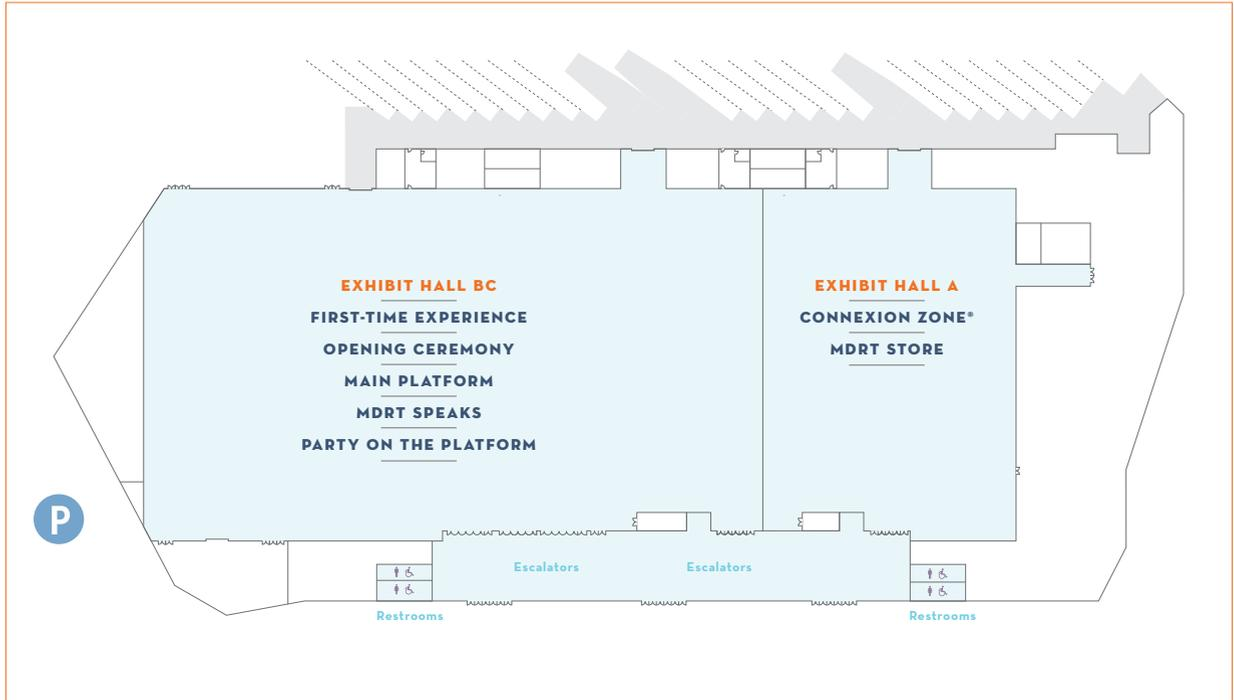 EXHIBIT HALL BC
FIRST-TIME EXPERIENCE
OPENING CEREMONY
MAIN PLATFORM
MDRT SPEAKS
PARTY ON THE PLATFORM
EXHIBIT HALL A
CONNEXION ZONE®
MDRT STORE
P
Escalators
Escalators
Restrooms
Restrooms